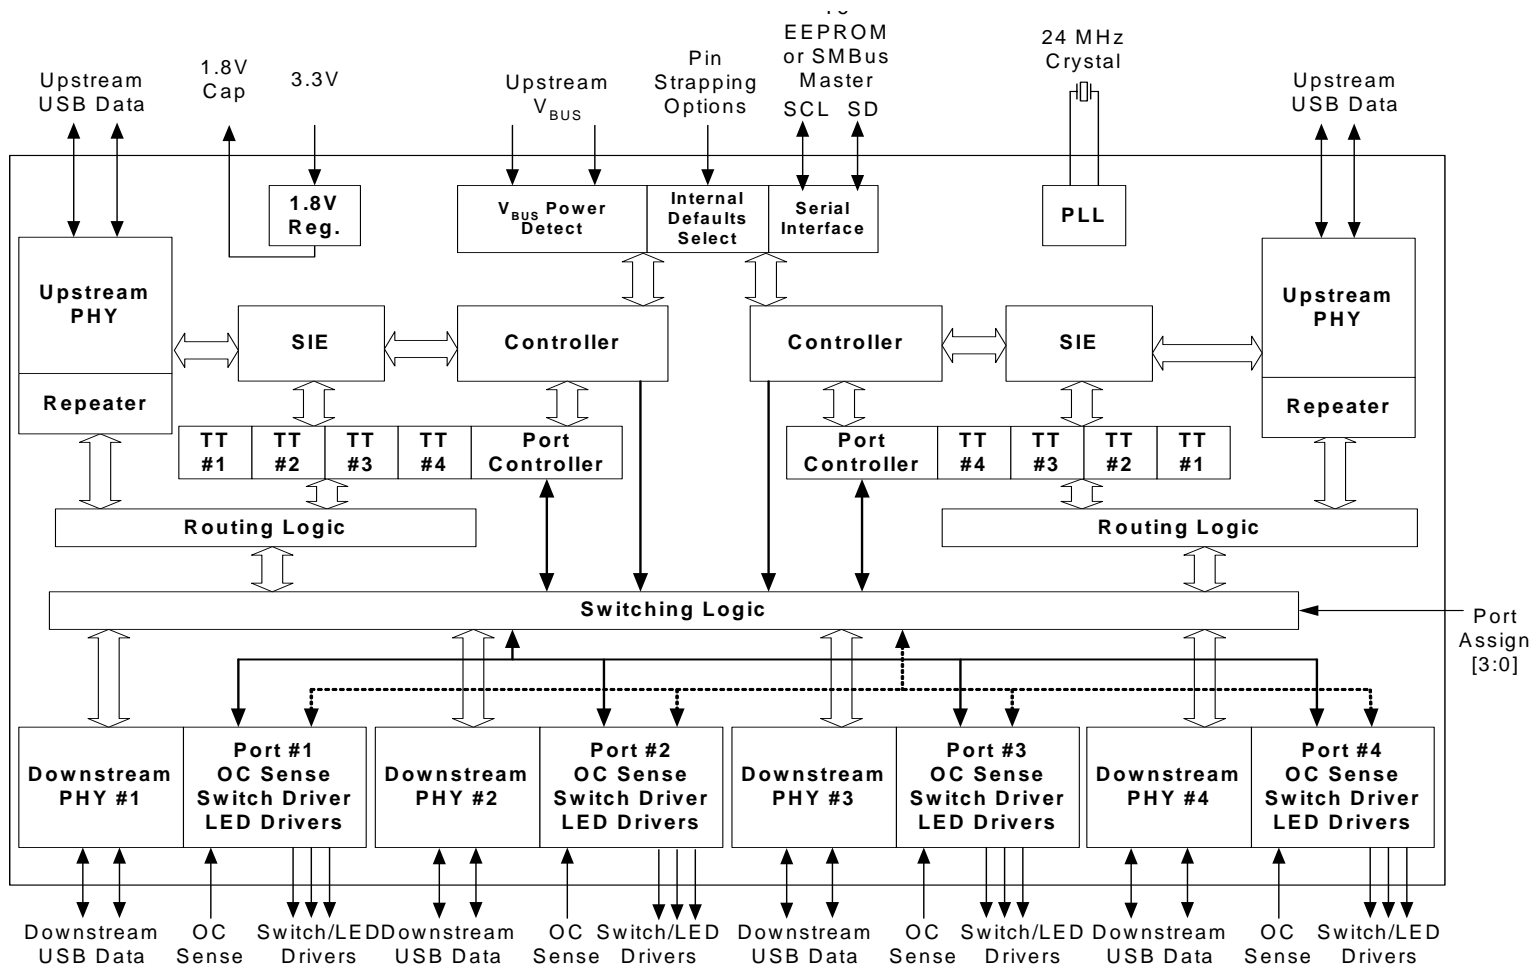 EEPROM
or SMBus
Master
SCL SD
24 MHz
Crystal
Upstream
USB Data
1.8V
Cap
3.3V
Upstream
VBUS
Pin
Strapping
Options
Upstream
USB Data
1.8V
Reg.
VBUS Power
Detect
Internal
Defaults
Select
Serial
Interface
PLL
Upstream
PHY
Repeater
SIE
Controller
Controller
SIE
Upstream
PHY
Repeater
TT
#1
TT
#2
TT
#3
TT
#4
Port
Controller
Port
Controller
TT
#4
TT
#3
TT
#2
TT
#1
Routing Logic
Routing Logic
Switching Logic
Port
Assign
[3:0]
Downstream
PHY #1
Port #1
OC Sense
Switch Driver
LED Drivers
Downstream
PHY #2
Port #2
OC Sense
Switch Driver
LED Drivers
Downstream
PHY #3
Port #3
OC Sense
Switch Driver
LED Drivers
Downstream
PHY #4
Port #4
OC Sense
Switch Driver
LED Drivers
Downstream
USB Data
OC
Sense
Switch/LED
Drivers
Downstream
USB Data
OC
Sense
Switch/LED
Drivers
Downstream
USB Data
OC
Sense
Switch/LED
Drivers
Downstream
USB Data
OC
Sense
Switch/LED
Drivers